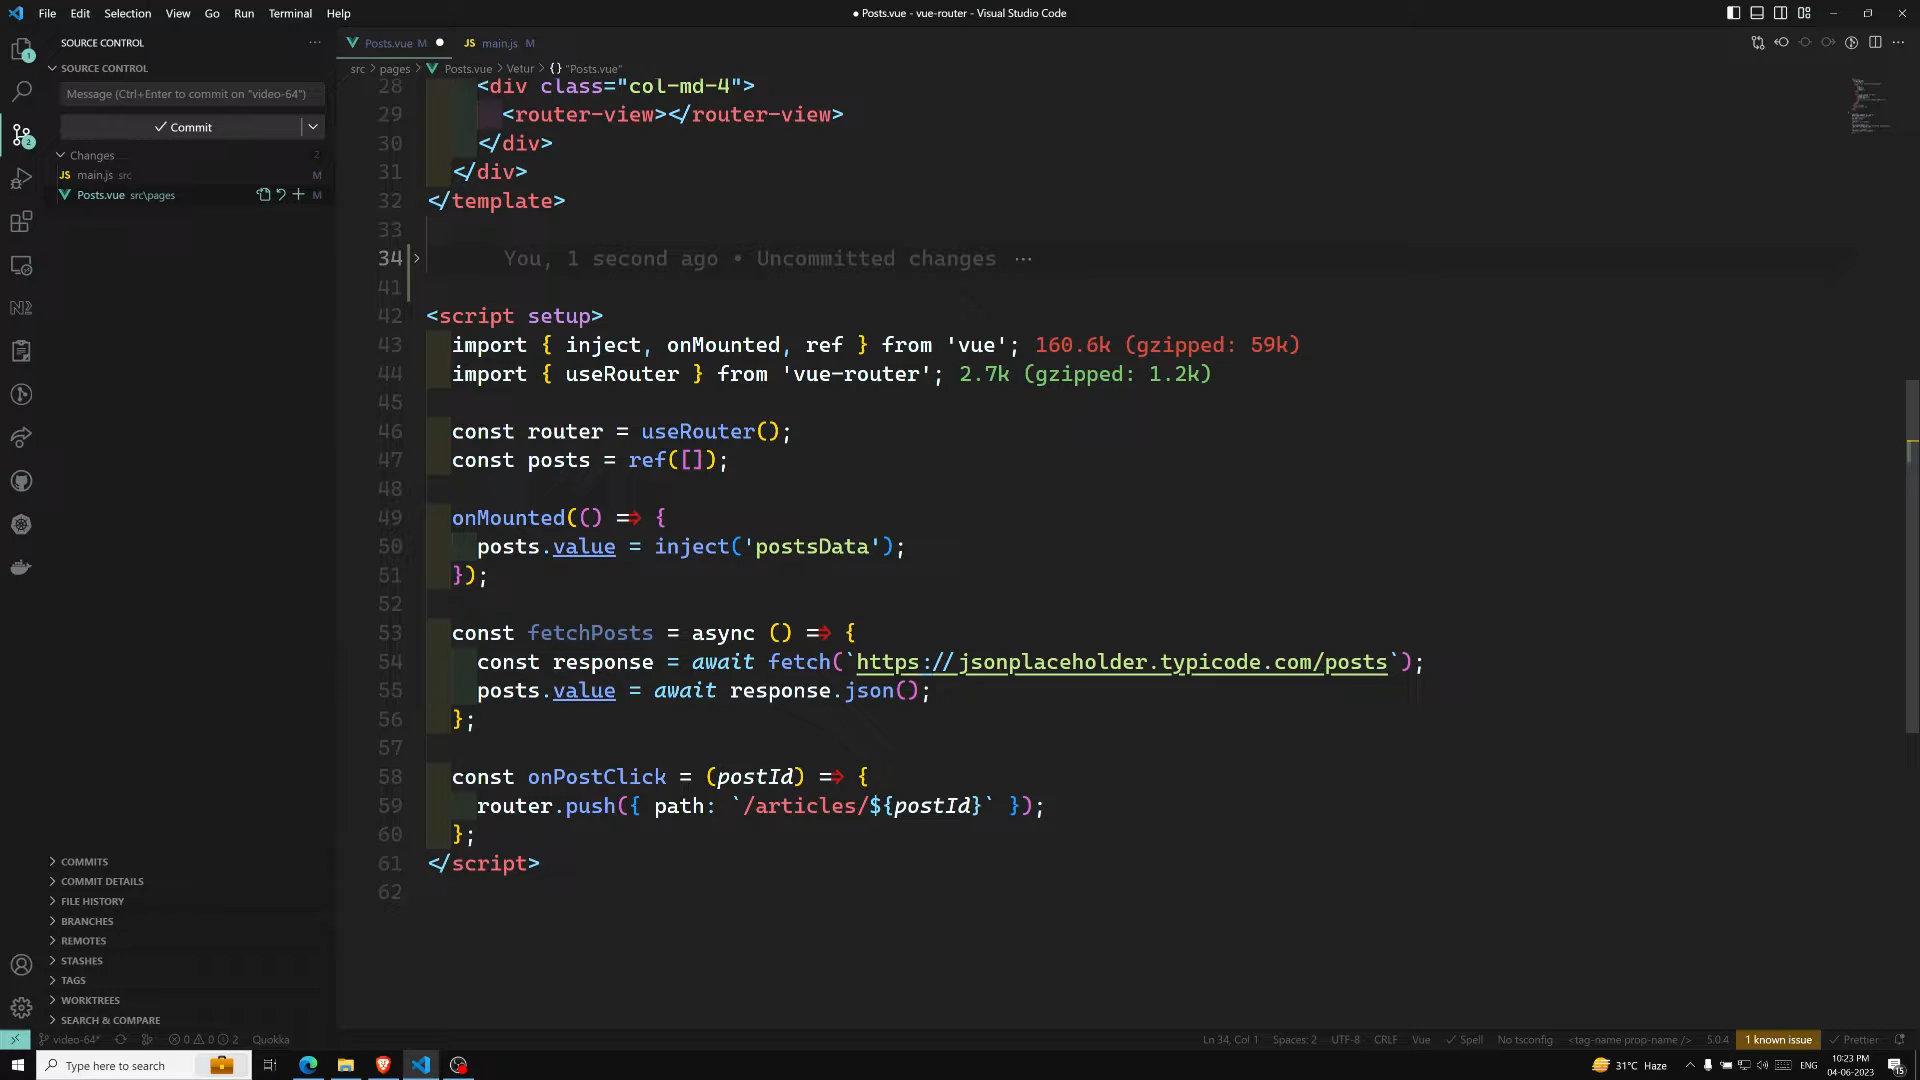 File Edit Selection View Go Run Terminal Help
● Posts.vue - vue-router - Visual Studio Code
SOURCE CONTROL
SOURCE CONTROL
Message (Ctrl+Enter to commit on "video-64")
Commit
Changes 2
JS main.js src M
Posts.vue src\pages M
COMMITS
COMMIT DETAILS
FILE HISTORY
BRANCHES
REMOTES
STASHES
TAGS
WORKTREES
SEARCH & COMPARE
Posts.vue M ● JS main.js M
src > pages > Posts.vue > Vetur > {} "Posts.vue"
28 <div class="col-md-4">
29 <router-view></router-view>
30 </div>
31 </div>
32 </template>
33
34 You, 1 second ago • Uncommitted changes ···
41
42 <script setup>
43 import { inject, onMounted, ref } from 'vue'; 160.6k (gzipped: 59k)
44 import { useRouter } from 'vue-router'; 2.7k (gzipped: 1.2k)
45
46 const router = useRouter();
47 const posts = ref([]);
48
49 onMounted(() => {
50 posts.value = inject('postsData');
51 });
52
53 const fetchPosts = async () => {
54 const response = await fetch(`https://jsonplaceholder.typicode.com/posts`);
55 posts.value = await response.json();
56 };
57
58 const onPostClick = (postId) => {
59 router.push({ path: `/articles/${postId}` });
60 };
61 </script>
62
video-64* 0 0 2 Quokka
Ln 34, Col 1 Spaces: 2 UTF-8 CRLF Vue Spell No tsconfig <tag-name prop-name /> 5.0.4 1 known issue Prettier
Type here to search
31°C Haze ENG 10:23 PM 04-06-2023 15